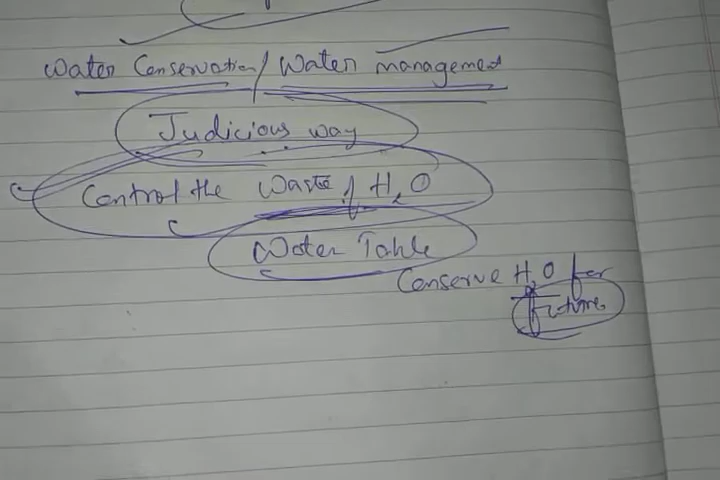 Water Conservation/Water management
Judicious way
Control the Waste of H₂O
Water Table
Conserve H₂O for
future